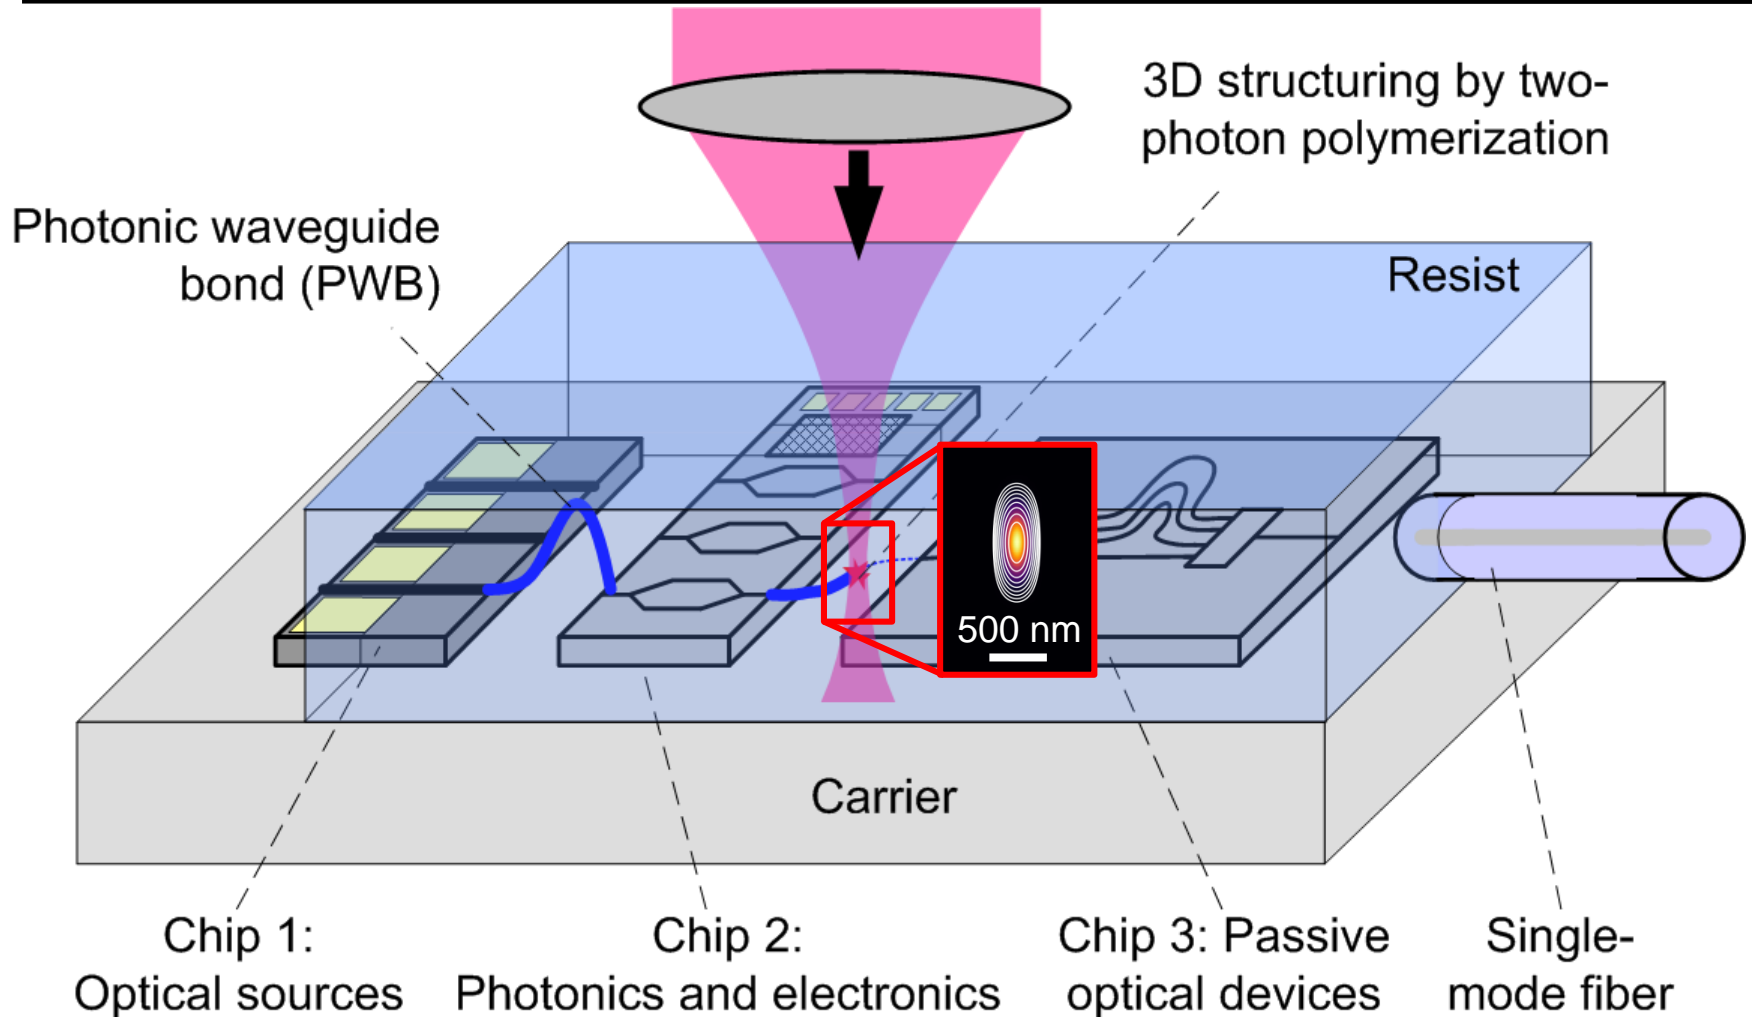 3D structuring by two-
photon polymerization
Photonic waveguide
bond (PWB)
Resist
500 nm
Carrier
Chip 1:
Optical sources
Chip 2:
Photonics and electronics
Chip 3: Passive
optical devices
Single-
mode fiber